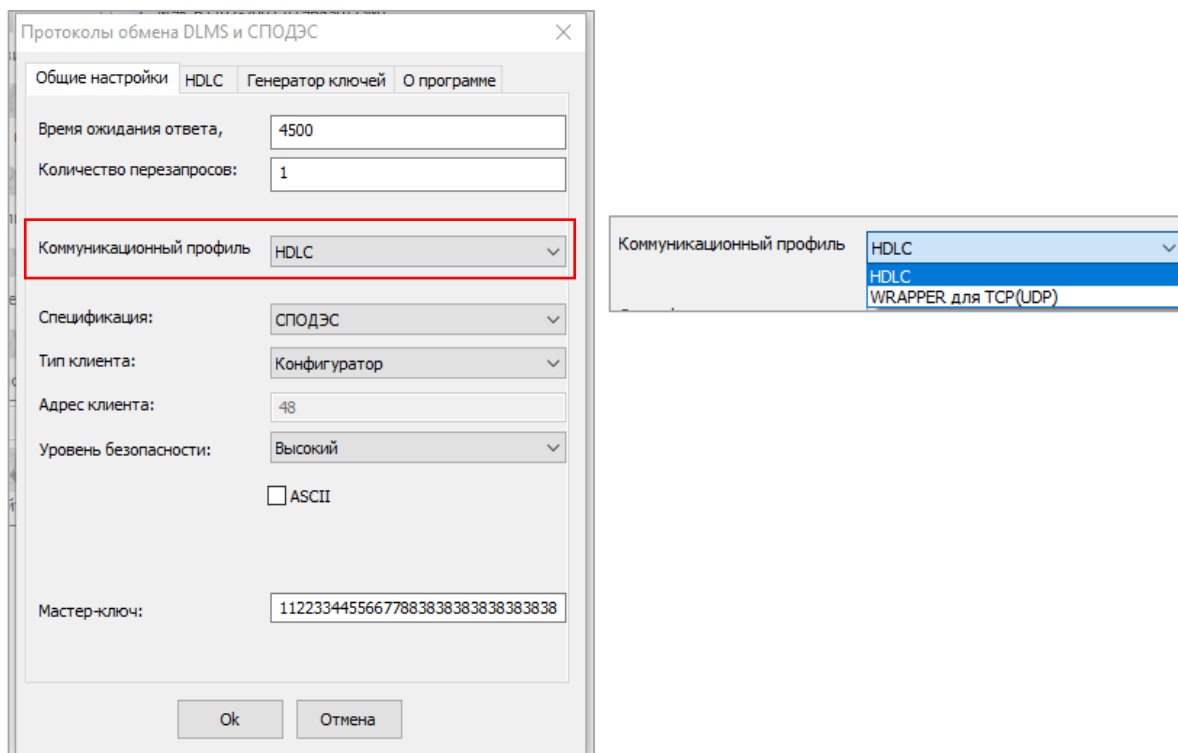 Протоколы обмена DLMS и СПОДЭС
Общие настройки HDLC Генератор ключей О программе
Время ожидания ответа, 4500
Количество перезапросов: 1
Коммуникационный профиль HDLC
Спецификация: СПОДЭС
Тип клиента: Конфигуратор
Адрес клиента: 48
Уровень безопасности: Высокий
ASCII
Мастер-ключ: 11223344556677883838383838383838
Ok Отмена
Коммуникационный профиль HDLC
HDLC
WRAPPER для TCP(UDP)